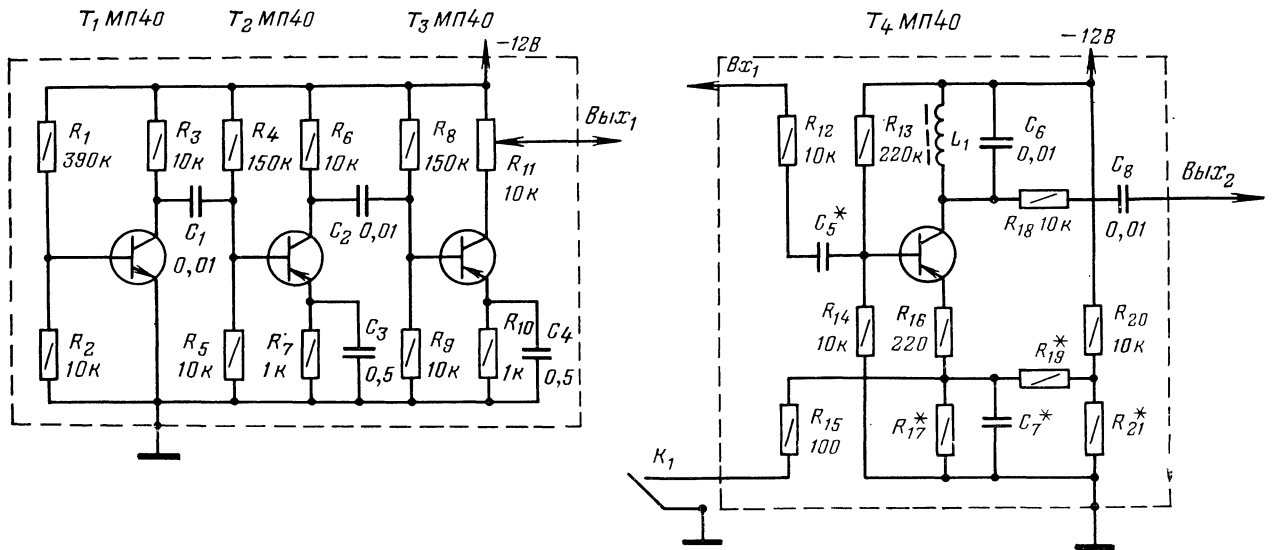 T₁ МП40 T₂ МП40 T₃ МП40
-12В
Вых₁
R₁
390к
R₃
10к
R₄
150к
R₆
10к
R₈
150к
R₁₁
10к
C₁
0,01
C₂ 0,01
R₂
10к
R₅
10к
R₇
1к
C₃
0,5
R₉
10к
R₁₀
1к
C₄
0,5
T₄ МП40
-12В
Вх₁
R₁₂
10к
R₁₃
220к
L₁
C₆
0,01
C₈
0,01
Вых₂
R₁₈ 10к
C₅*
R₁₄
10к
R₁₆
220
R₂₀
10к
R₁₉*
R₁₅
100
R₁₇*
C₇*
R₂₁*
К₁